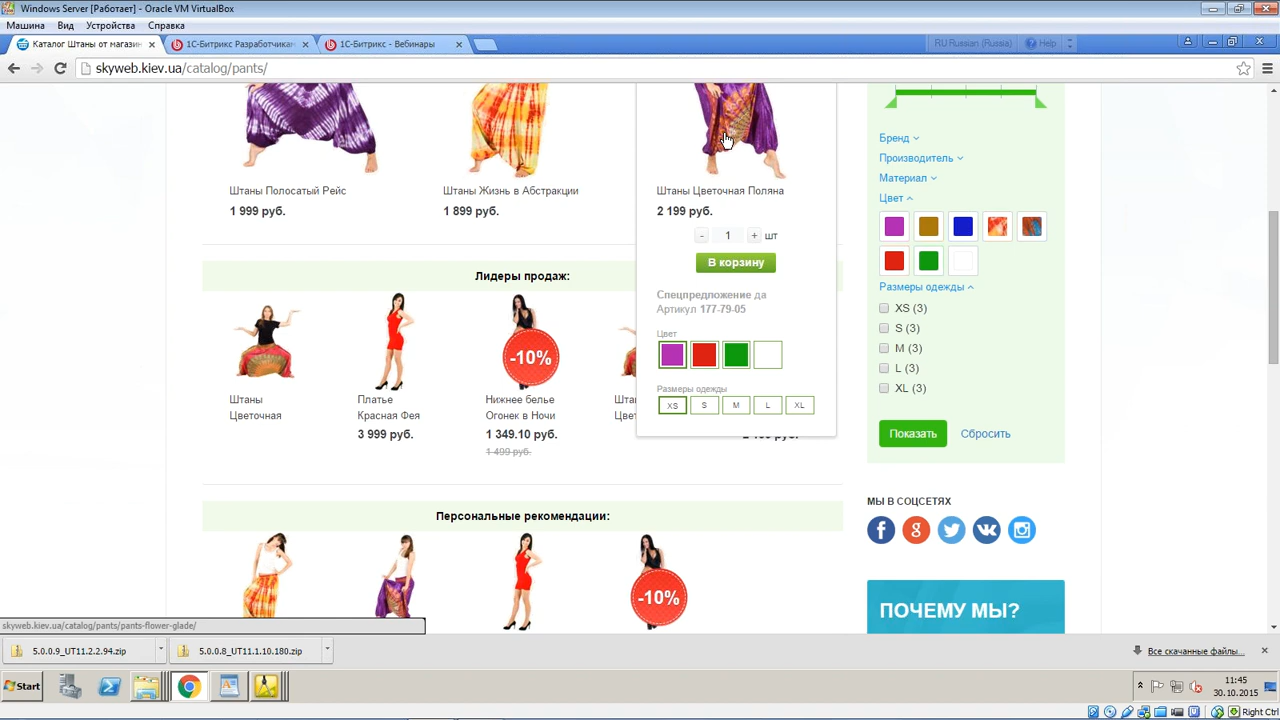 Windows Server [Работает] - Oracle VM VirtualBox
Машина Вид Устройства Справка
Каталог Штаны от магазин
1С-Битрикс Разработчикам
1С-Битрикс - Вебинары
RU Russian (Russia) Help
skyweb.kiev.ua/catalog/pants/
Штаны Полосатый Рейс
1 999 руб.
Штаны Жизнь в Абстракции
1 899 руб.
Штаны Цветочная Поляна
2 199 руб.
- 1 + шт
В корзину
Спецпредложение да
Артикул 177-79-05
Цвет
Размеры одежды
XS S M L XL
Лидеры продаж:
-10%
Штаны
Цветочная
Платье
Красная Фея
3 999 руб.
Нижнее белье
Огонек в Ночи
1 349.10 руб.
1 499 руб.
Персональные рекомендации:
-10%
Бренд
Производитель
Материал
Цвет
Размеры одежды
XS (3)
S (3)
M (3)
L (3)
XL (3)
Показать Сбросить
МЫ В СОЦСЕТЯХ
ПОЧЕМУ МЫ?
skyweb.kiev.ua/catalog/pants/pants-flower-glade/
5.0.0.9_UT11.2.2.94.zip
5.0.0.8_UT11.1.10.180.zip
Все скачанные файлы...
Start
11:45
30.10.2015
Right Ctrl